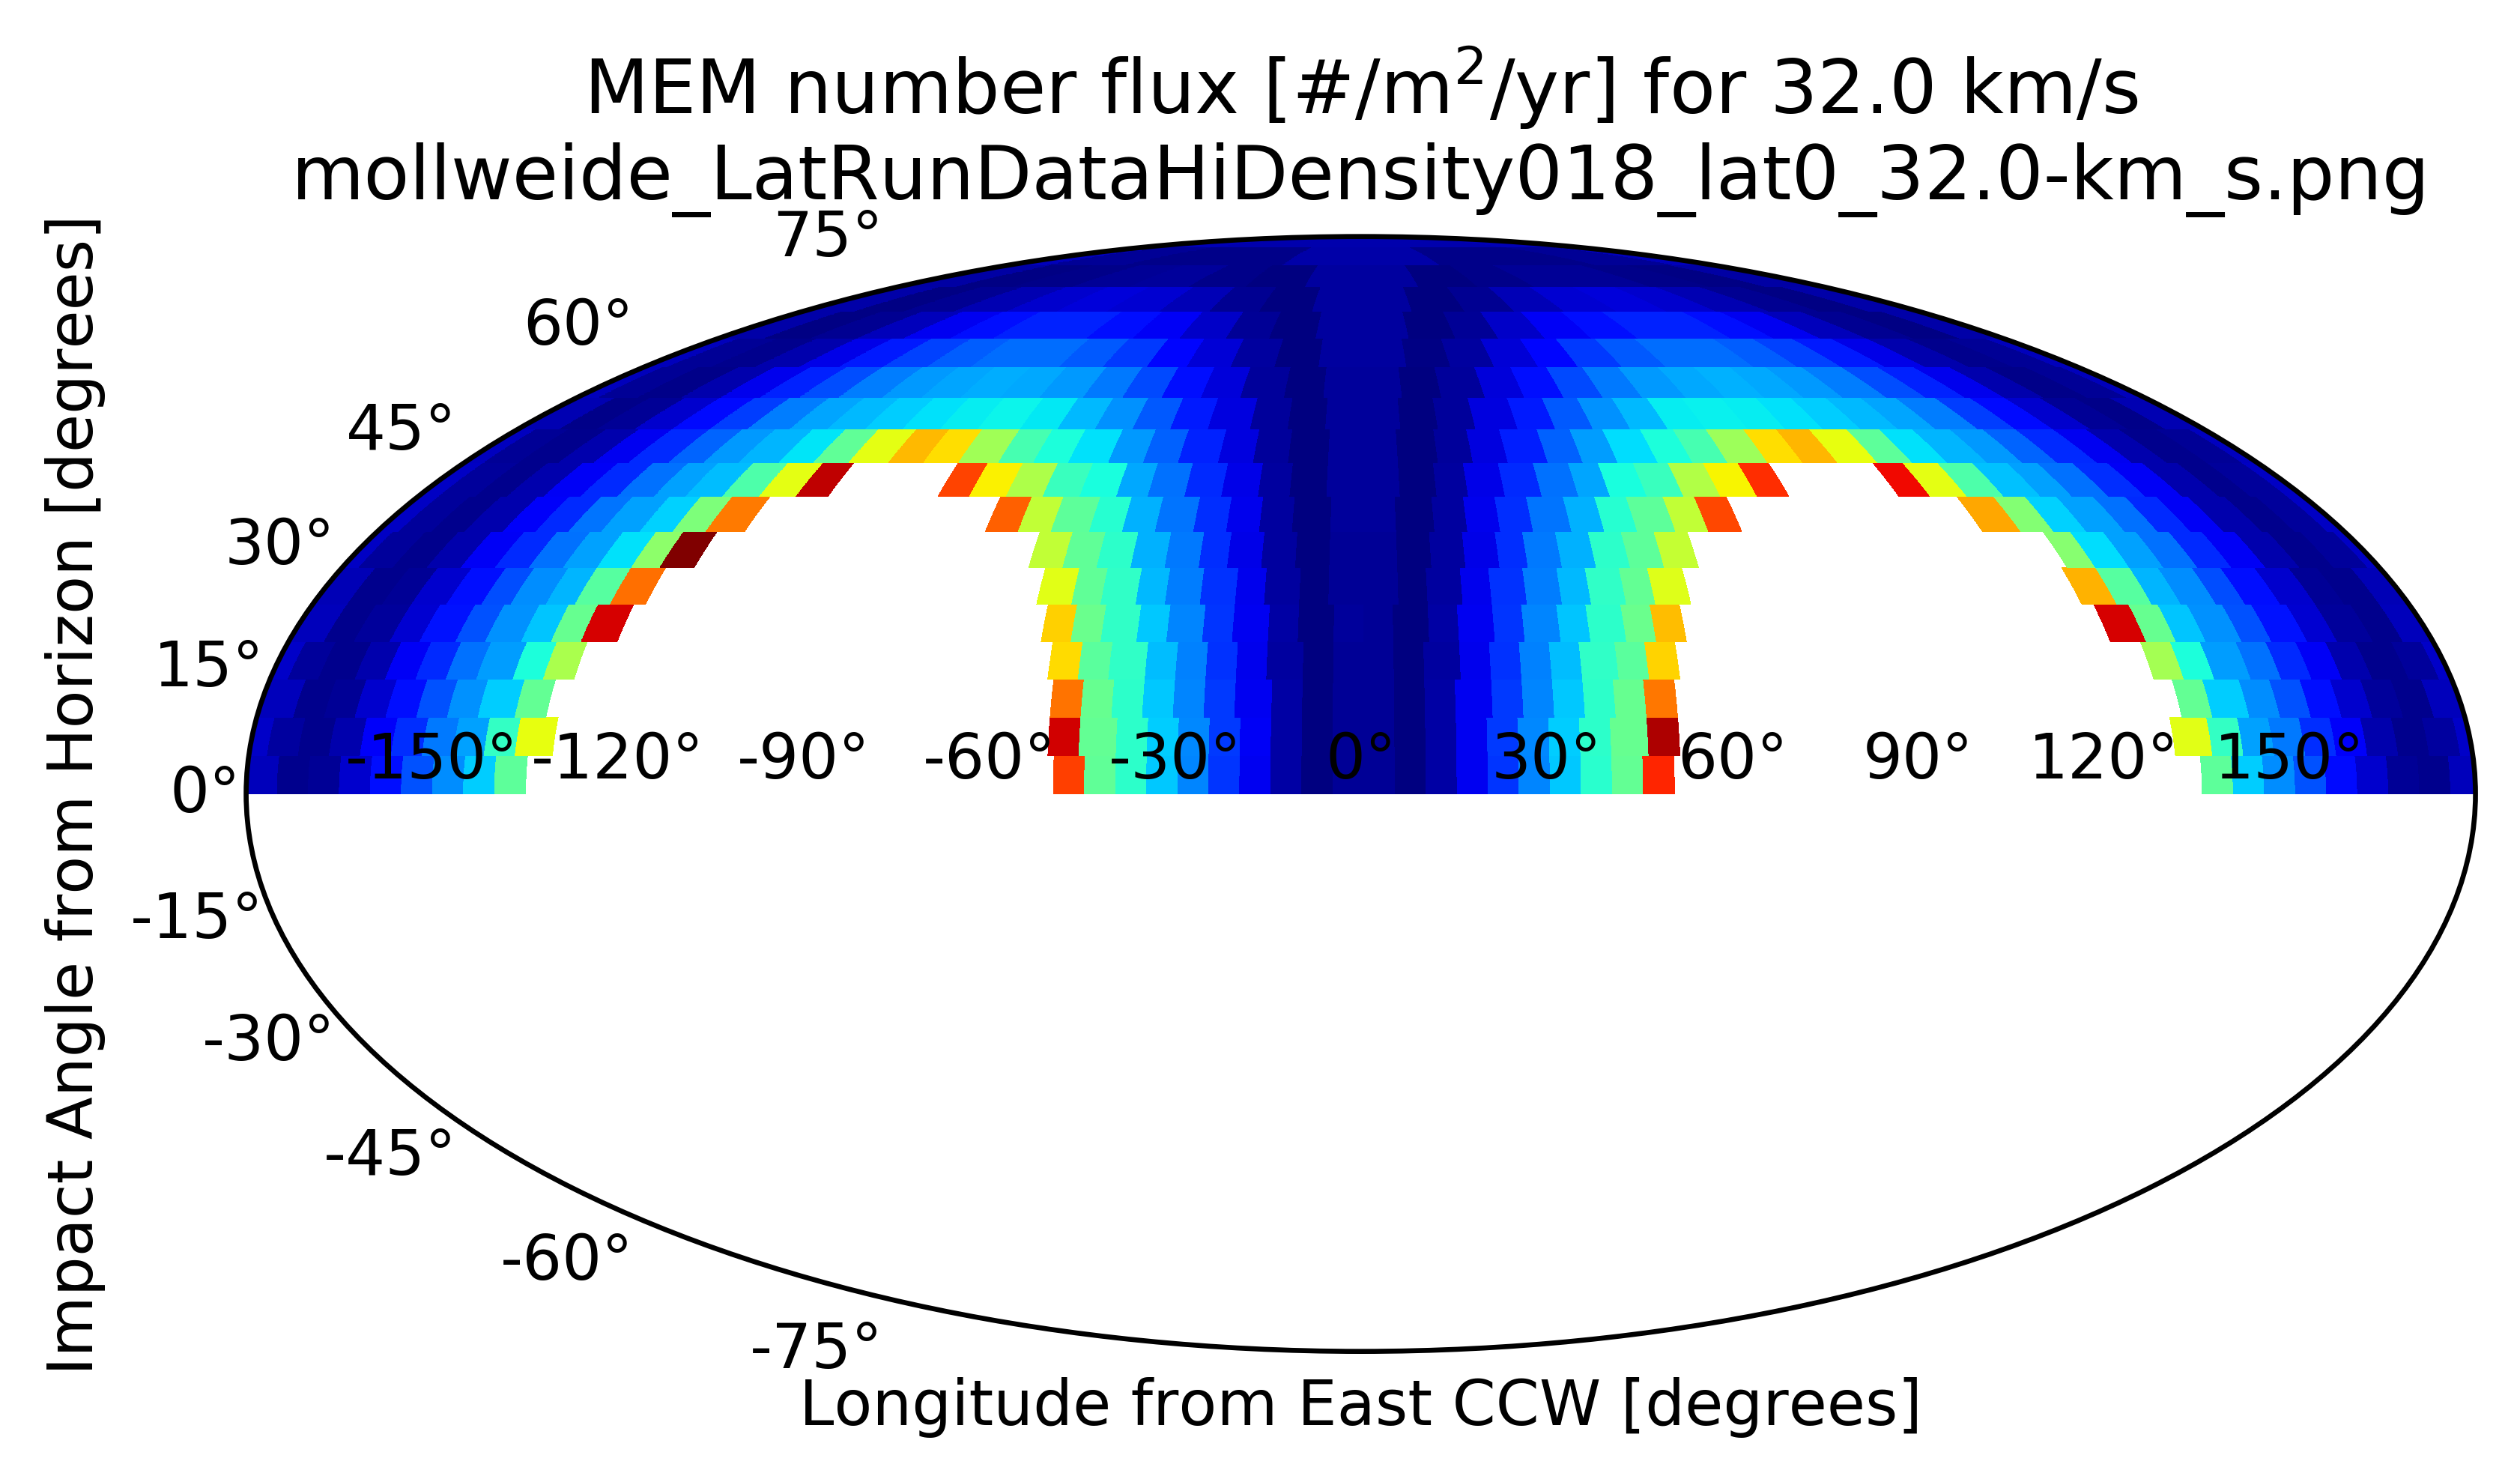 MEM number flux [#/m²/yr] for 32.0 km/s
mollweide_LatRunDataHiDensity018_lat0_32.0-km_s.png
75°
60°
45°
30°
15°
0°
-15°
-30°
-45°
-60°
-75°
-150° -120° -90° -60° -30° 0° 30° 60° 90° 120° 150°
Impact Angle from Horizon [degrees]
Longitude from East CCW [degrees]